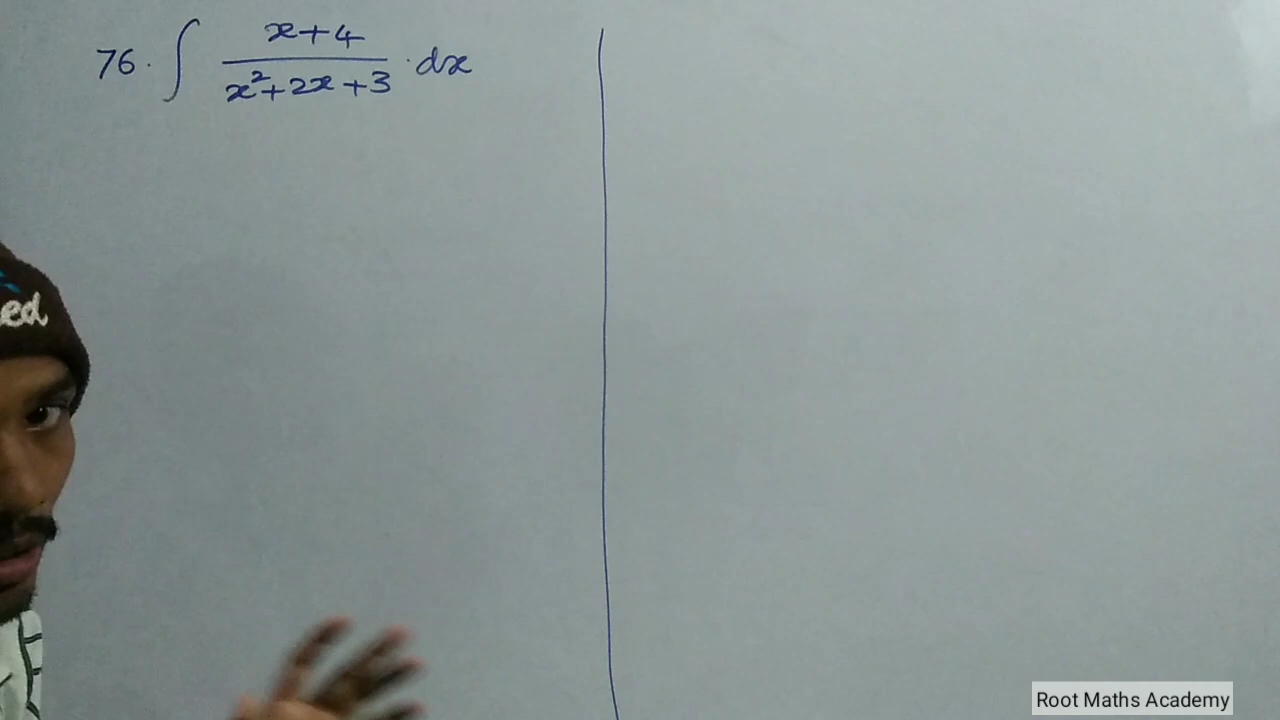 76. ∫ (x+4)/(x²+2x+3) · dx
ed
Root Maths Academy